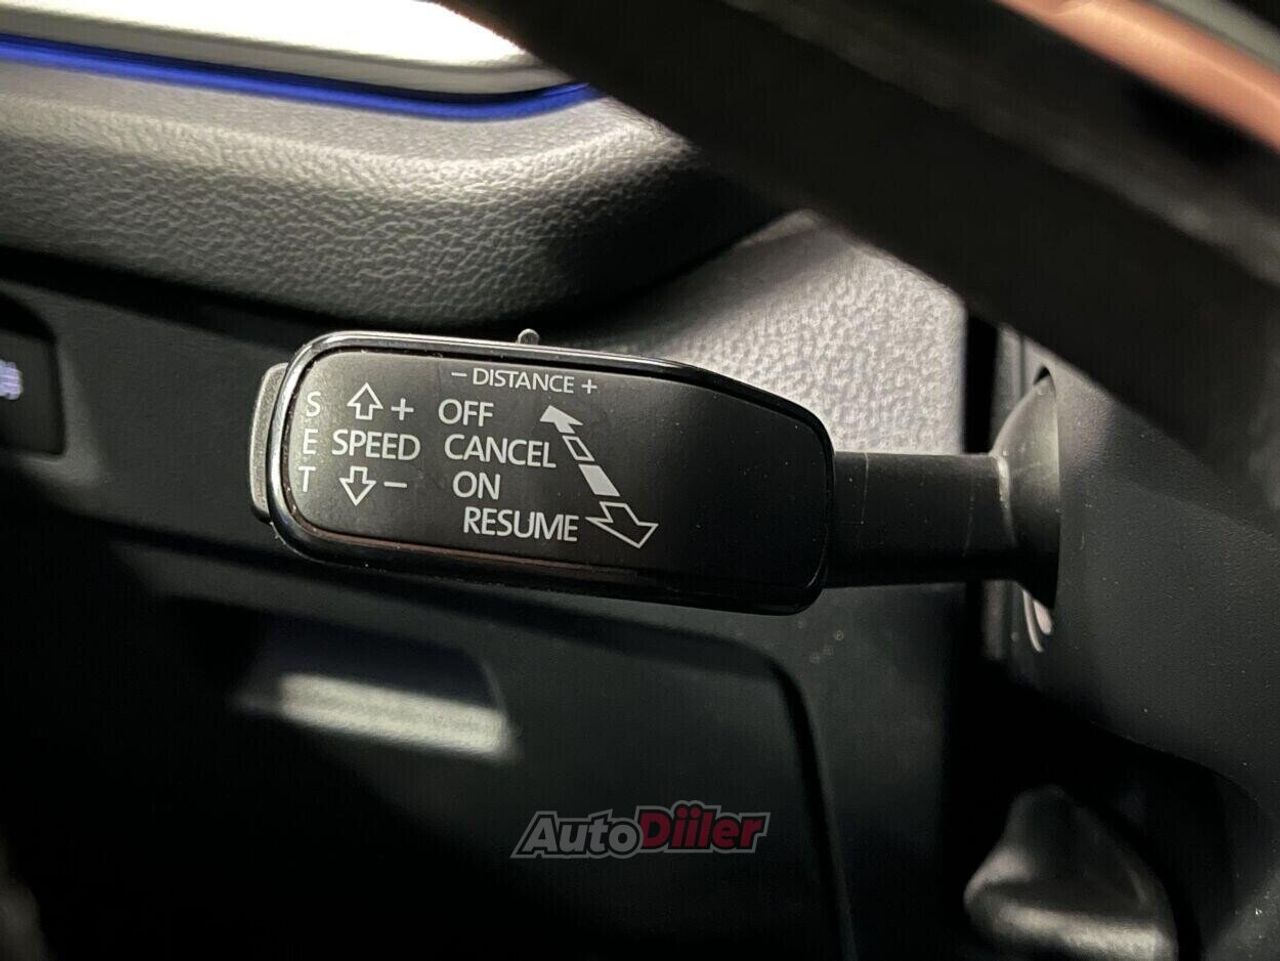 − DISTANCE +
S + OFF
E SPEED CANCEL
T − ON
RESUME
AutoDiiler